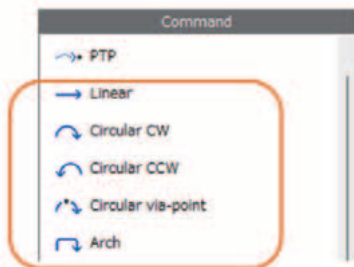 Command
PTP
Linear
Circular CW
Circular CCW
Circular via-point
Arch